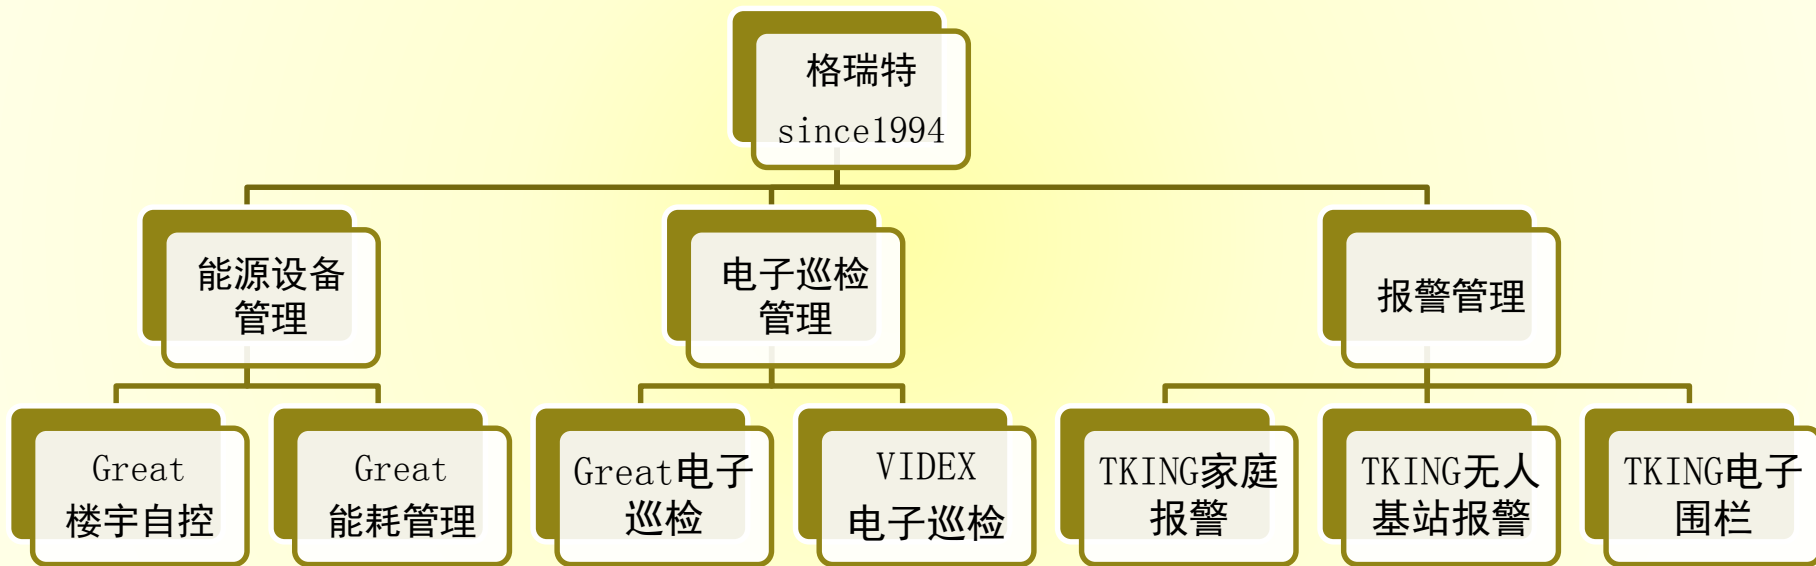 格瑞特
since1994
能源设备
管理
电子巡检
管理
报警管理
Great
楼宇自控
Great
能耗管理
Great电子
巡检
VIDEX
电子巡检
TKING家庭
报警
TKING无人
基站报警
TKING电子
围栏